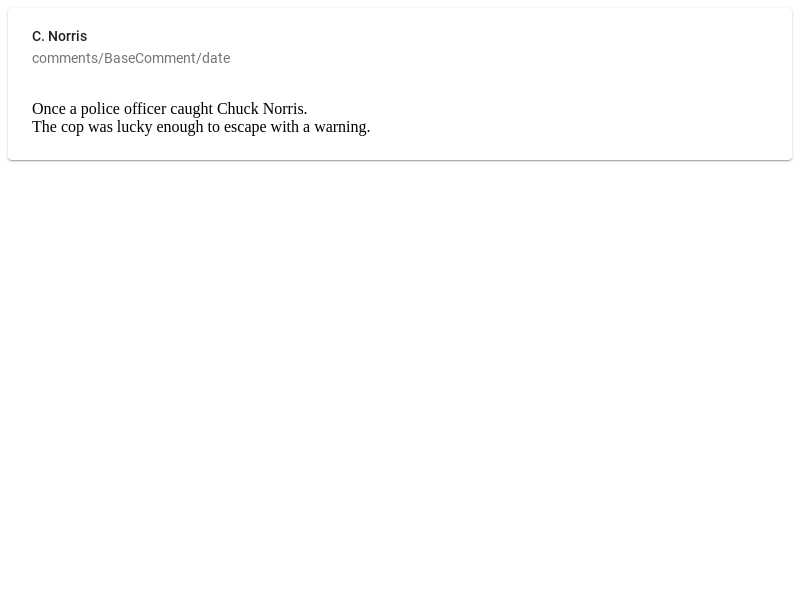 C. Norris
comments/BaseComment/date
Once a police officer caught Chuck Norris.
The cop was lucky enough to escape with a warning.